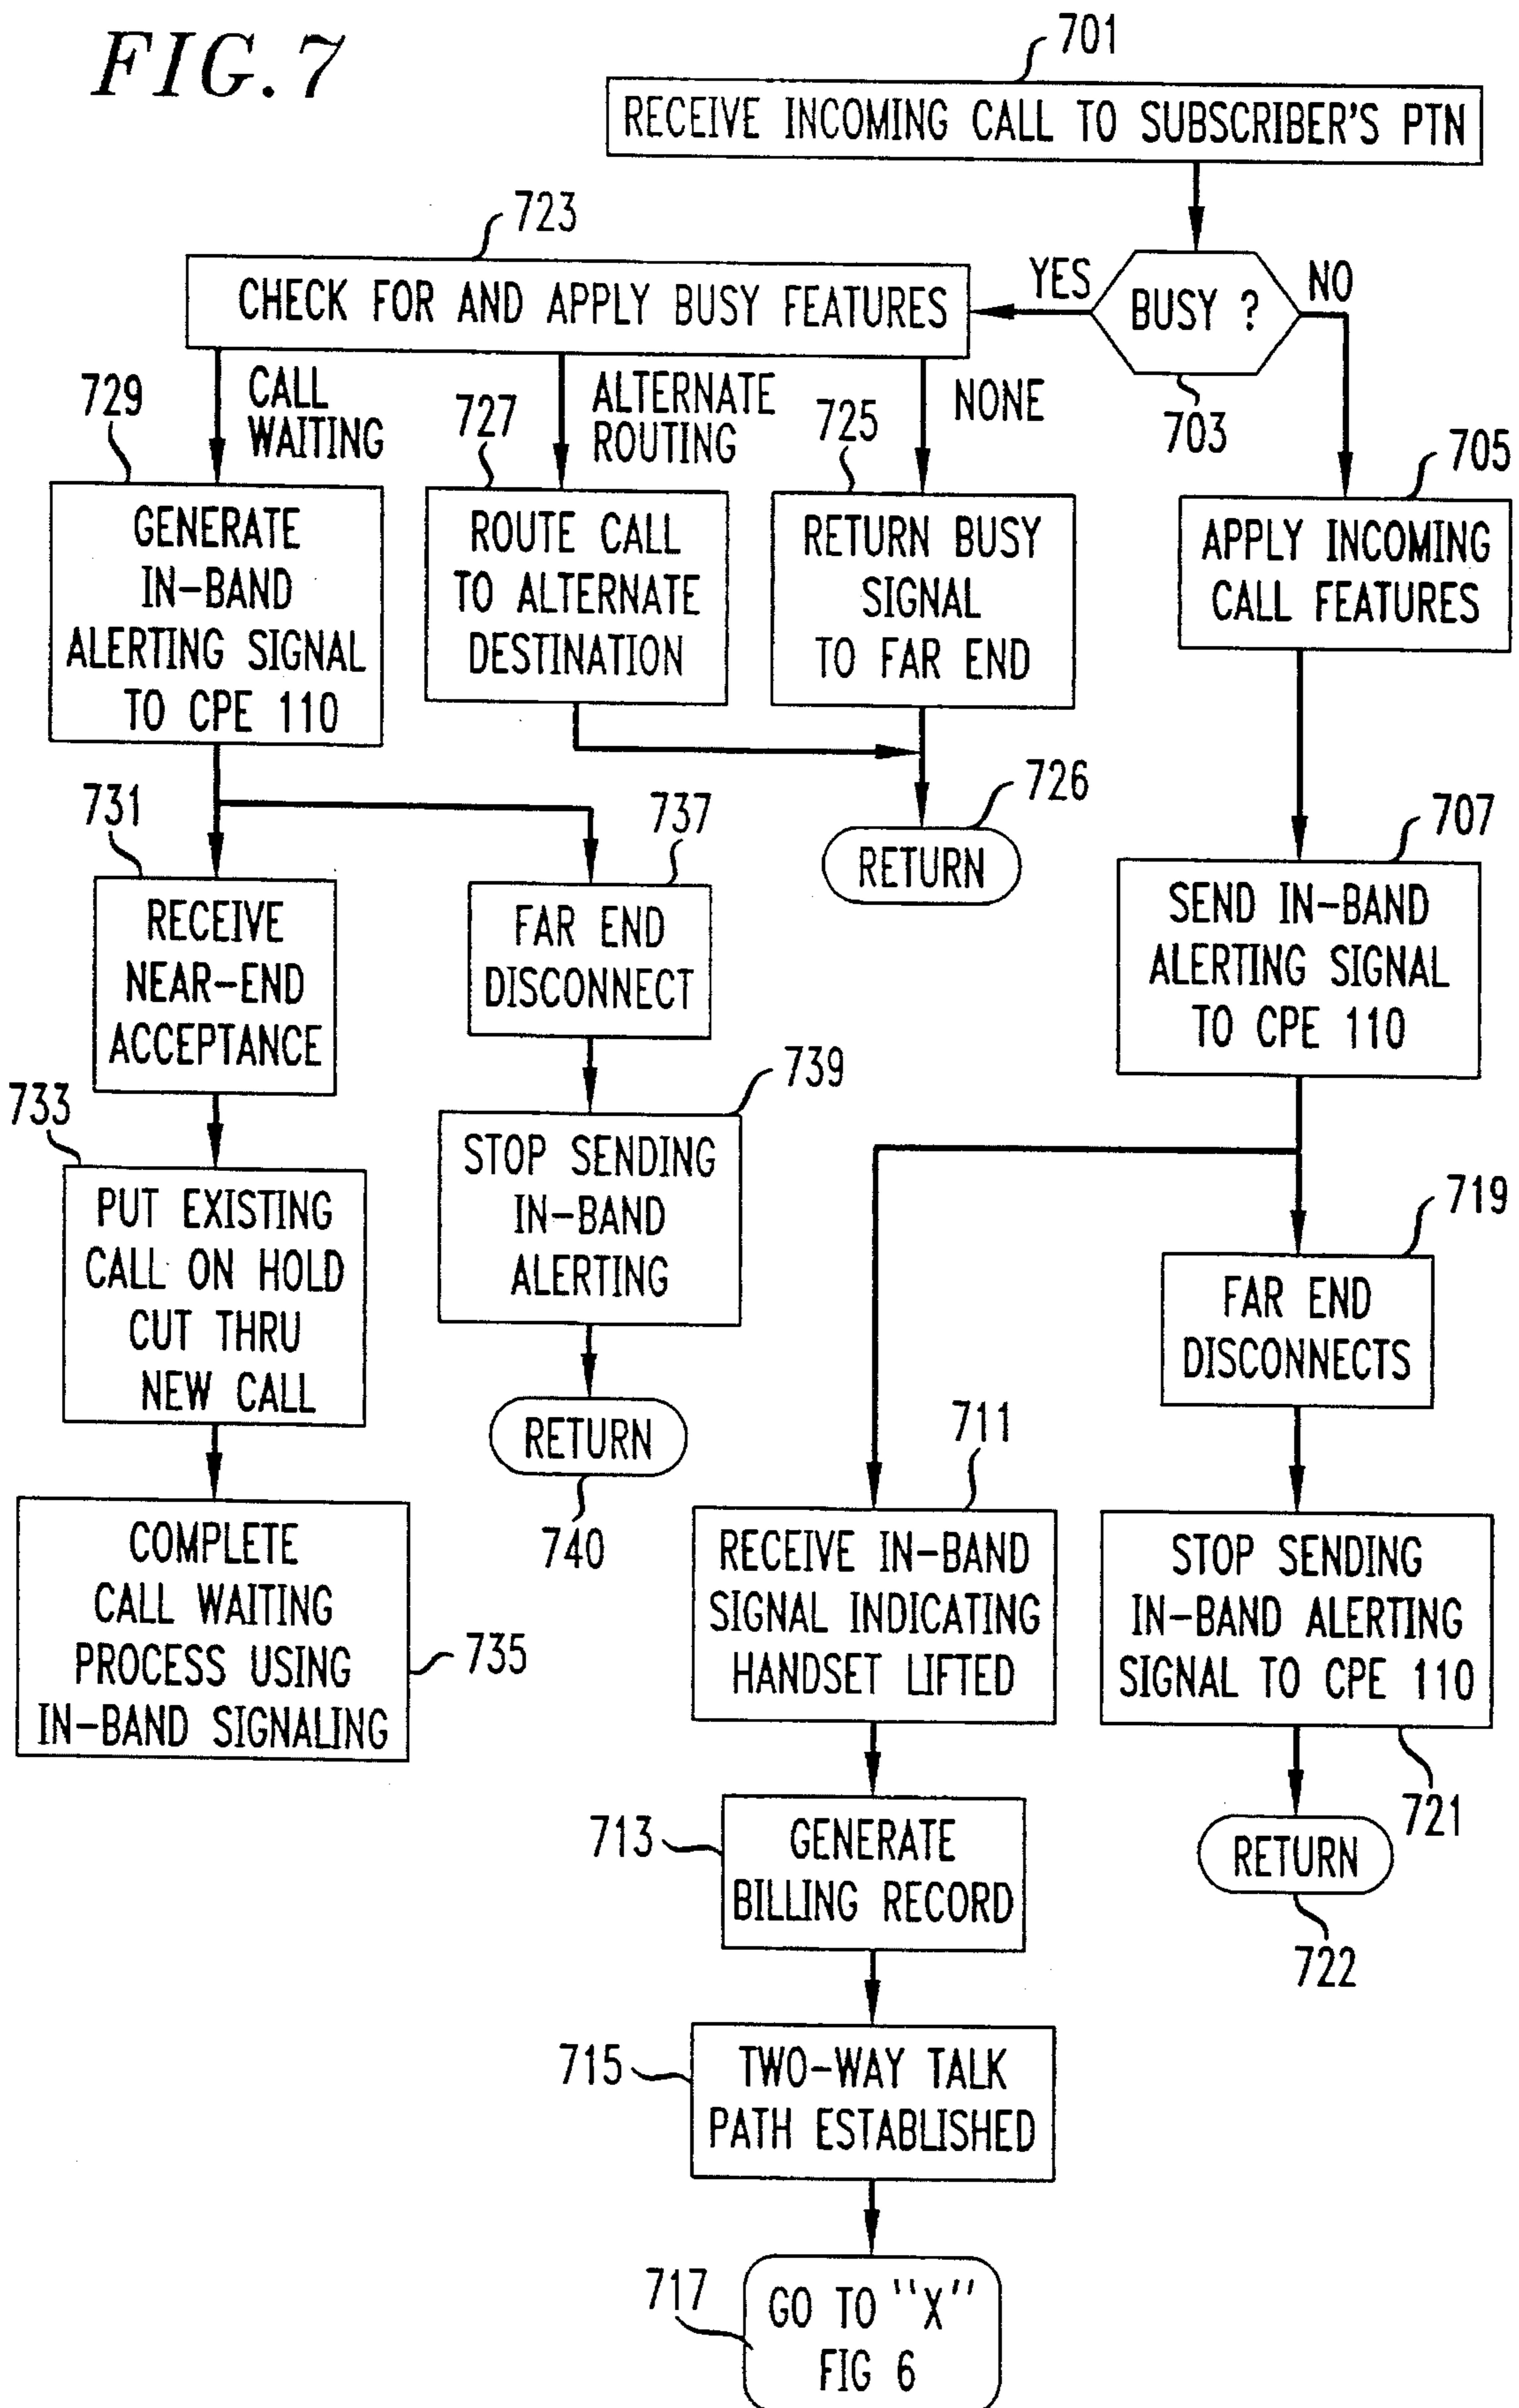 FIG. 7
701
RECEIVE INCOMING CALL TO SUBSCRIBER'S PTN
723
CHECK FOR AND APPLY BUSY FEATURES
YES
BUSY ?
NO
703
729
CALL
WAITING
727
ALTERNATE
ROUTING
725
NONE
705
GENERATE
IN-BAND
ALERTING SIGNAL
TO CPE 110
ROUTE CALL
TO ALTERNATE
DESTINATION
RETURN BUSY
SIGNAL
TO FAR END
APPLY INCOMING
CALL FEATURES
726
RETURN
731
737
707
RECEIVE
NEAR-END
ACCEPTANCE
FAR END
DISCONNECT
SEND IN-BAND
ALERTING SIGNAL
TO CPE 110
733
739
PUT EXISTING
CALL ON HOLD
CUT THRU
NEW CALL
STOP SENDING
IN-BAND
ALERTING
719
FAR END
DISCONNECTS
RETURN
740
711
COMPLETE
CALL WAITING
PROCESS USING
IN-BAND SIGNALING
735
RECEIVE IN-BAND
SIGNAL INDICATING
HANDSET LIFTED
STOP SENDING
IN-BAND ALERTING
SIGNAL TO CPE 110
721
713
GENERATE
BILLING RECORD
RETURN
722
715
TWO-WAY TALK
PATH ESTABLISHED
717
GO TO "X"
FIG 6